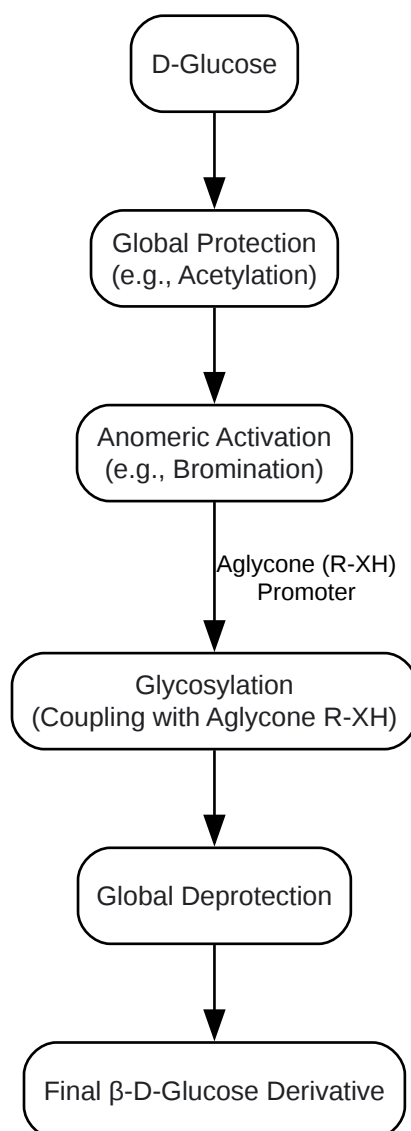 D-Glucose
Global Protection
(e.g., Acetylation)
Anomeric Activation
(e.g., Bromination)
Aglycone (R-XH)
Promoter
Glycosylation
(Coupling with Aglycone R-XH)
Global Deprotection
Final β-D-Glucose Derivative